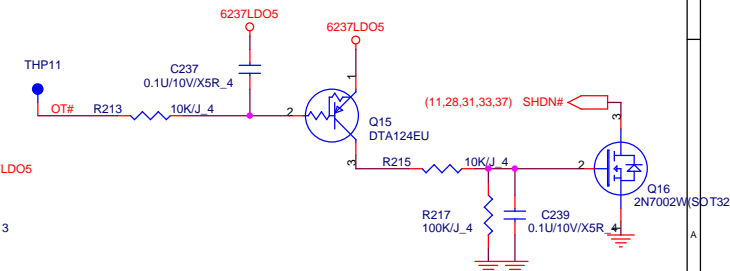 6237LDO5
6237LDO5
THP11
C237
0.1U/10V/X5R_4
1
(11,28,31,33,37) SHDN#
3
OT#
R213
10K/J_4
2
Q15
DTA124EU
3
R215
10K/J_4
2
LDO5
Q16
2N7002W(SOT32
R217
100K/J_4
C239
0.1U/10V/X5R_4
3
A